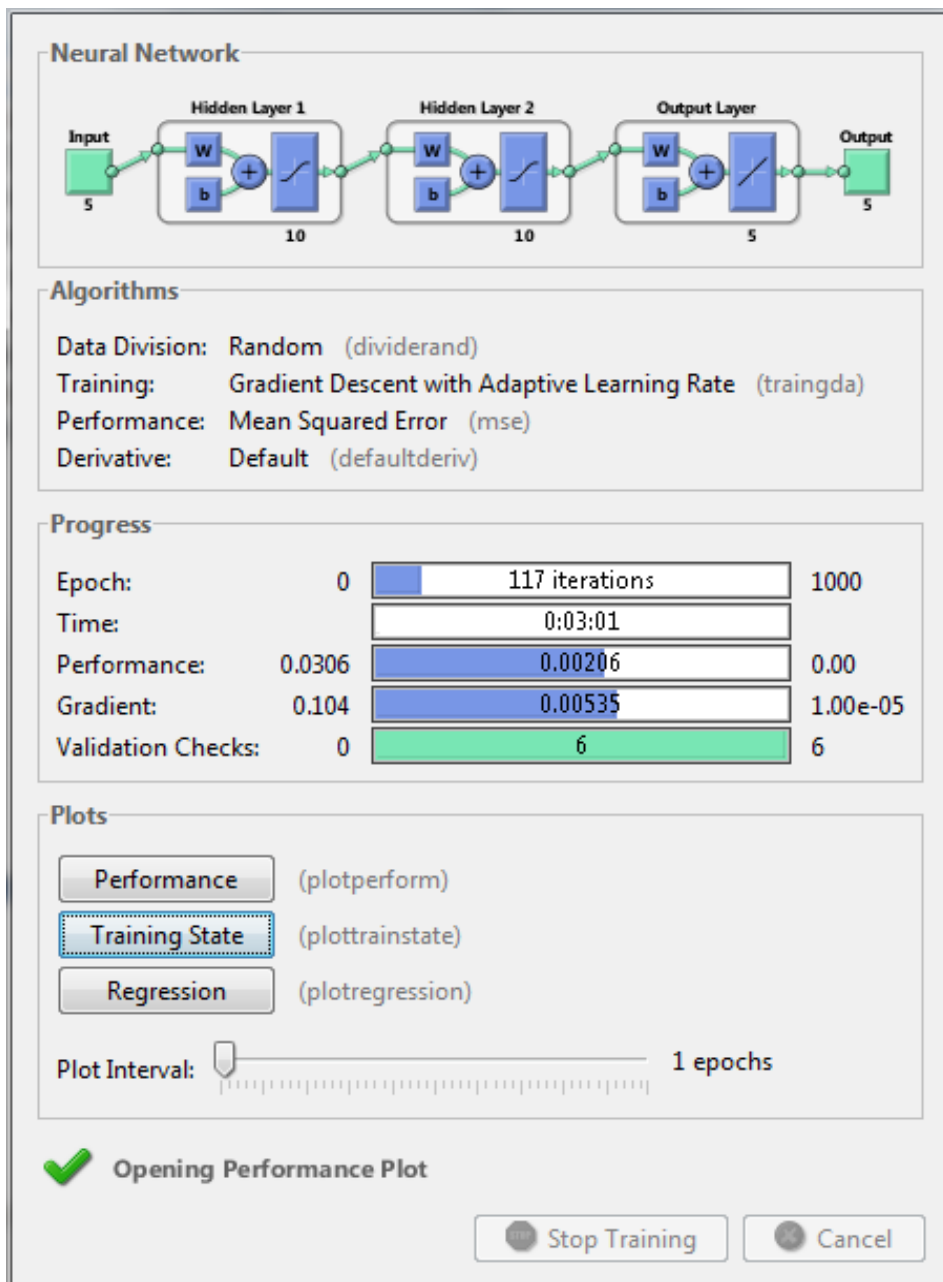 Neural Network
Hidden Layer 1 Hidden Layer 2 Output Layer
Input Output
W W W
+ + +
b b b
5 5
10 10 5
Algorithms
Data Division: Random (dividerand)
Training: Gradient Descent with Adaptive Learning Rate (traingda)
Performance: Mean Squared Error (mse)
Derivative: Default (defaultderiv)
Progress
Epoch: 0 117 iterations 1000
Time: 0:03:01
Performance: 0.0306 0.00206 0.00
Gradient: 0.104 0.00535 1.00e-05
Validation Checks: 0 6 6
Plots
Performance (plotperform)
Training State (plottrainstate)
Regression (plotregression)
Plot Interval: 1 epochs
Opening Performance Plot
STOP Stop Training Cancel